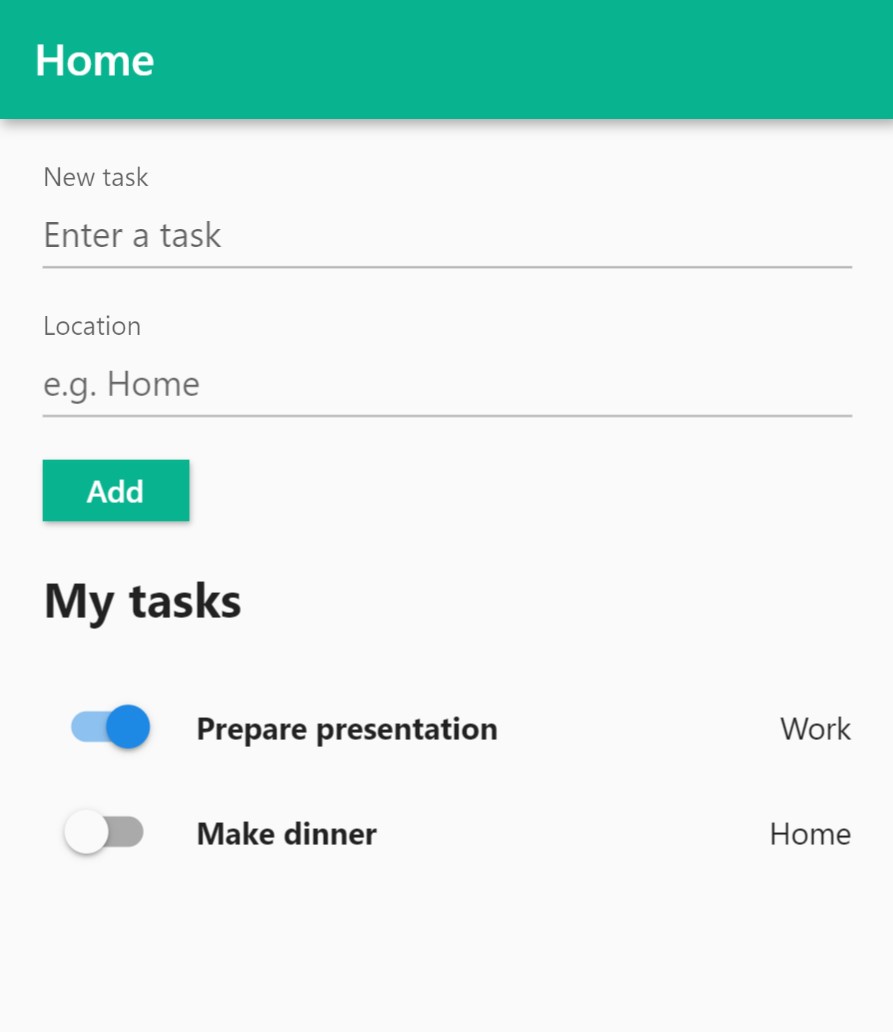 Home
New task
Enter a task
Location
e.g. Home
Add
My tasks
Prepare presentation Work
Make dinner Home